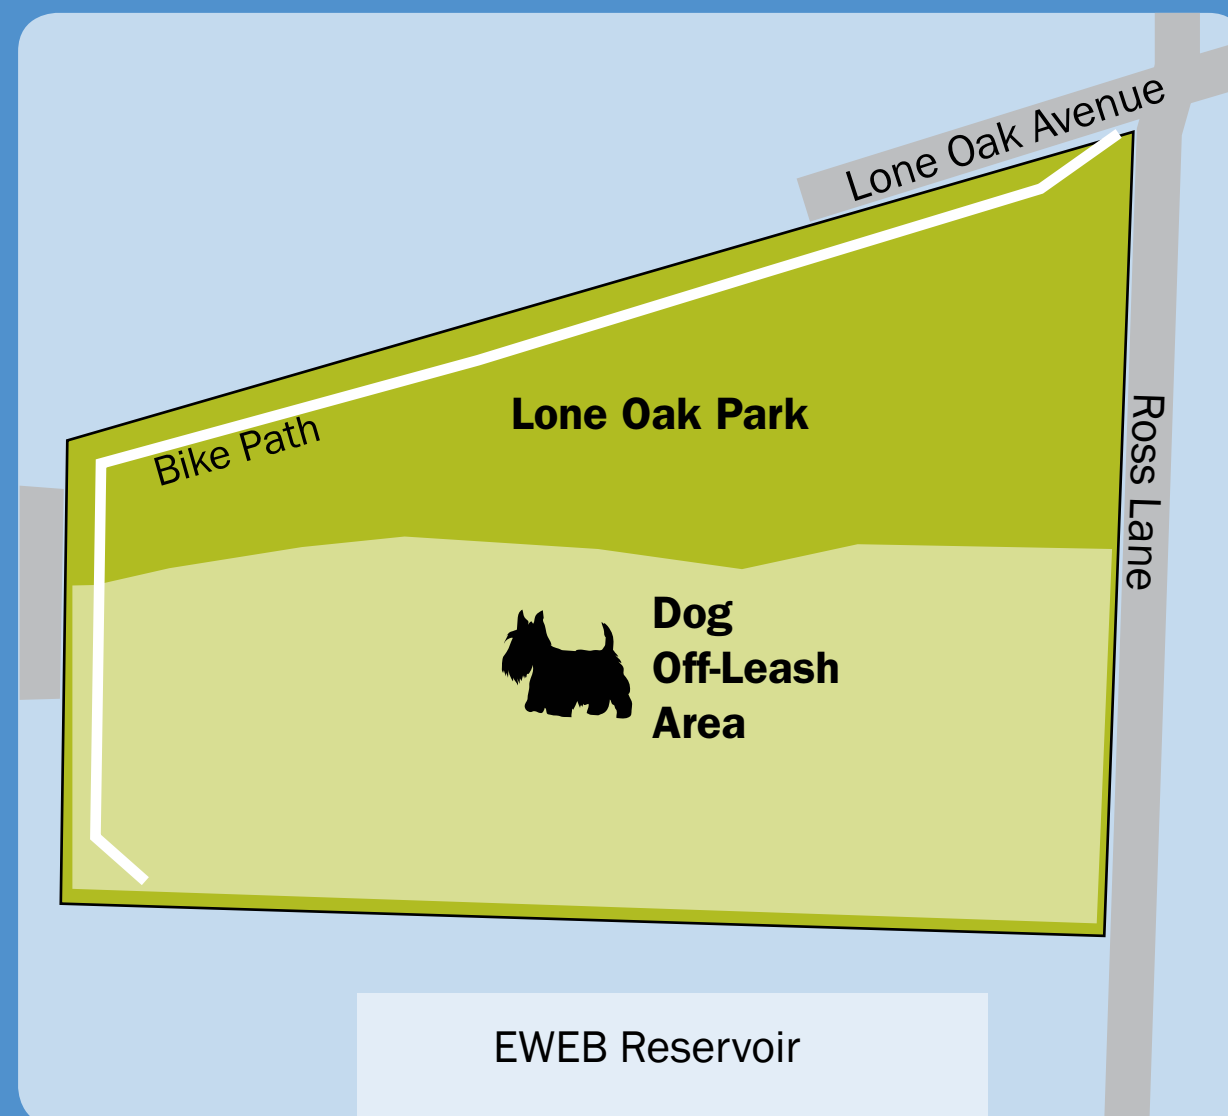 Lone Oak Avenue
Lone Oak Park
Bike Path
Ross Lane
Dog
Off-Leash
Area
EWEB Reservoir